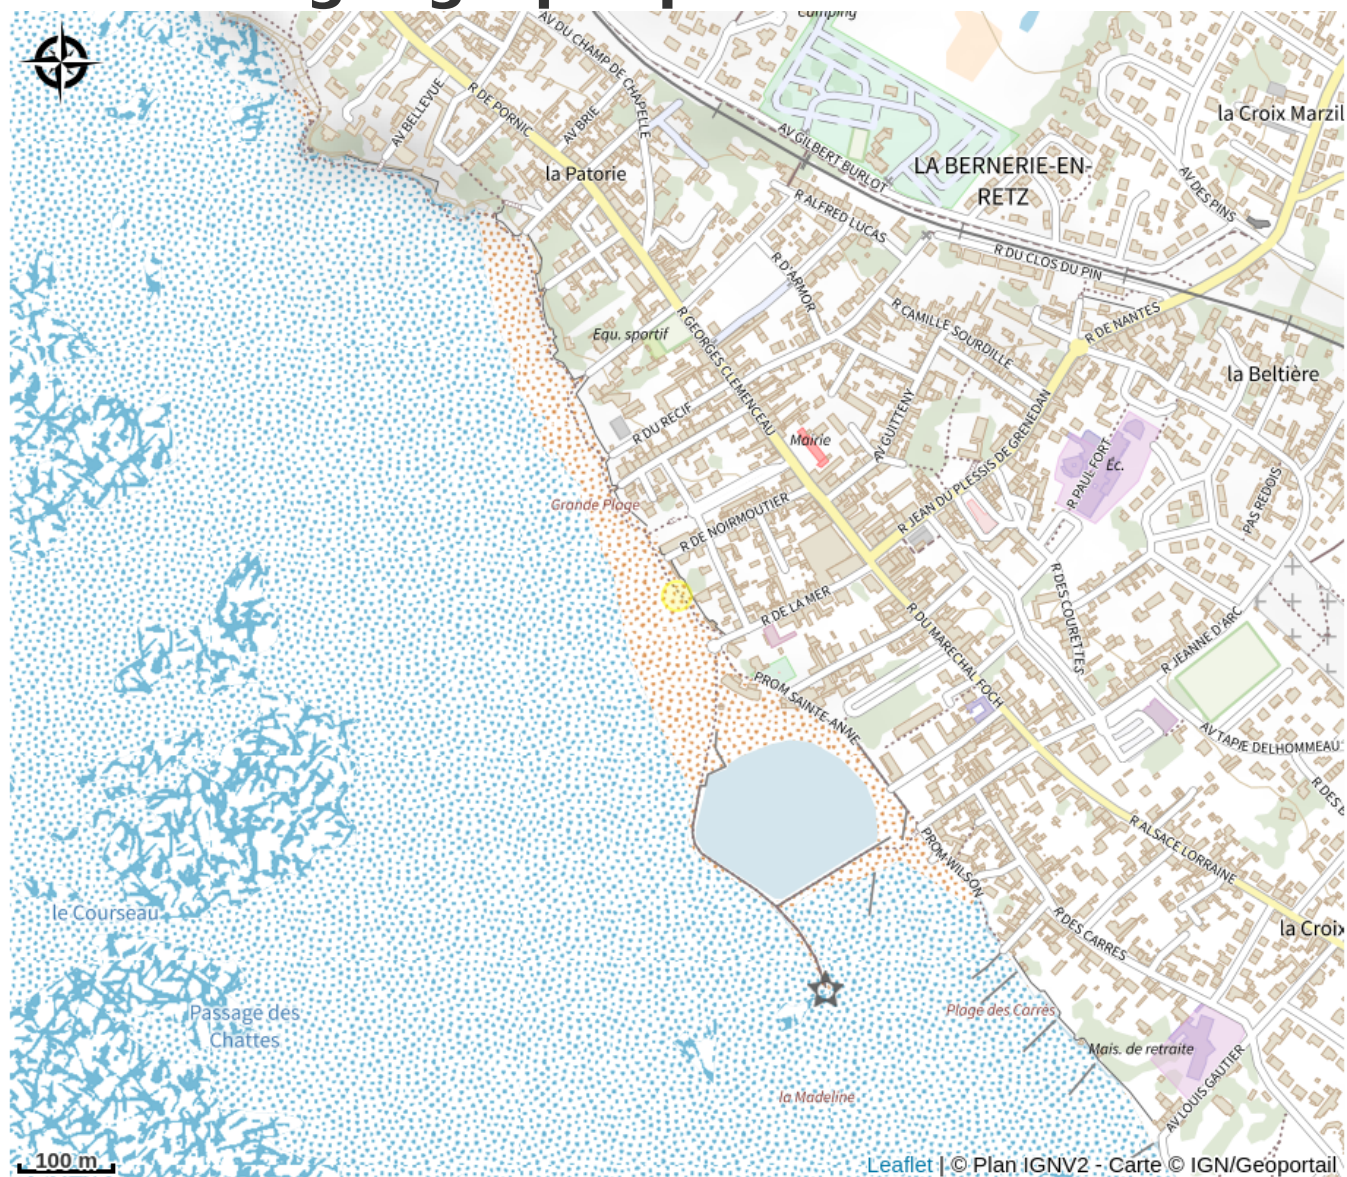 Camping
AV DU CHAMP DE CHAPELLE
la Croix Marzil
AV BELLEVUE
R DE PORNIC
AV BRIE
AV GILBERT BURLOT
LA BERNERIE-EN-
RETZ
la Patorie
AV DES PINS
R ALFRED LUCAS
R DU CLOS DU PIN
R D'ARMOR
R CAMILLE SOURDILLE
R DE NANTES
Equ. sportif
R GEORGES CLEMENCEAU
la Beltière
R DU RECIF
Mairie
AV GUITTENY
R JEAN DU PLESSIS DE GRENEDAN
R PAUL FORT
Éc.
PAS REDOIS
Grande Plage
R DE NOIRMOUTIER
R DE LA MER
R DU MARECHAL FOCH
R DES COURETTES
R JEANNE D'ARC
PROM SAINTE-ANNE
AV TAPIE DELHOMMEAU
R DES B
PROM WILSON
R ALSACE LORRAINE
le Courseau
R DES CARRES
la Croix
Passage des
Chattes
Plage des Carrés
Mais. de retraite
AV LOUIS GAUTIER
la Madeline
100 m
Leaflet | © Plan IGNV2 - Carte © IGN/Geoportail